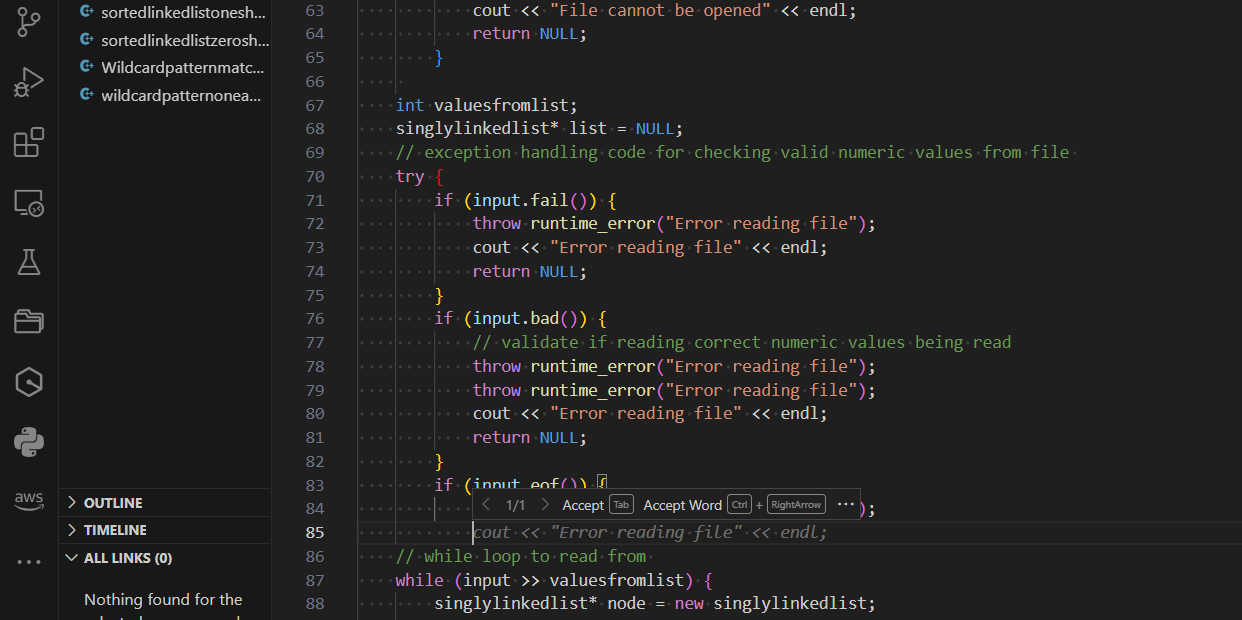 sortedlinkedlistonesh...
sortedlinkedlistzerosh...
Wildcardpatternmatc...
wildcardpatternonea...
aws
OUTLINE
TIMELINE
ALL LINKS (0)
Nothing found for the
63 cout << "File cannot be opened" << endl;
64 return NULL;
65 }
66
67 int valuesfromlist;
68 singlylinkedlist* list = NULL;
69 // exception handling code for checking valid numeric values from file
70 try {
71 if (input.fail()) {
72 throw runtime_error("Error reading file");
73 cout << "Error reading file" << endl;
74 return NULL;
75 }
76 if (input.bad()) {
77 // validate if reading correct numeric values being read
78 throw runtime_error("Error reading file");
79 throw runtime_error("Error reading file");
80 cout << "Error reading file" << endl;
81 return NULL;
82 }
83 if (input.eof()) {
1/1 Accept Tab Accept Word Ctrl + RightArrow ...
84 );
85 cout << "Error reading file" << endl;
86 // while loop to read from
87 while (input >> valuesfromlist) {
88 singlylinkedlist* node = new singlylinkedlist;